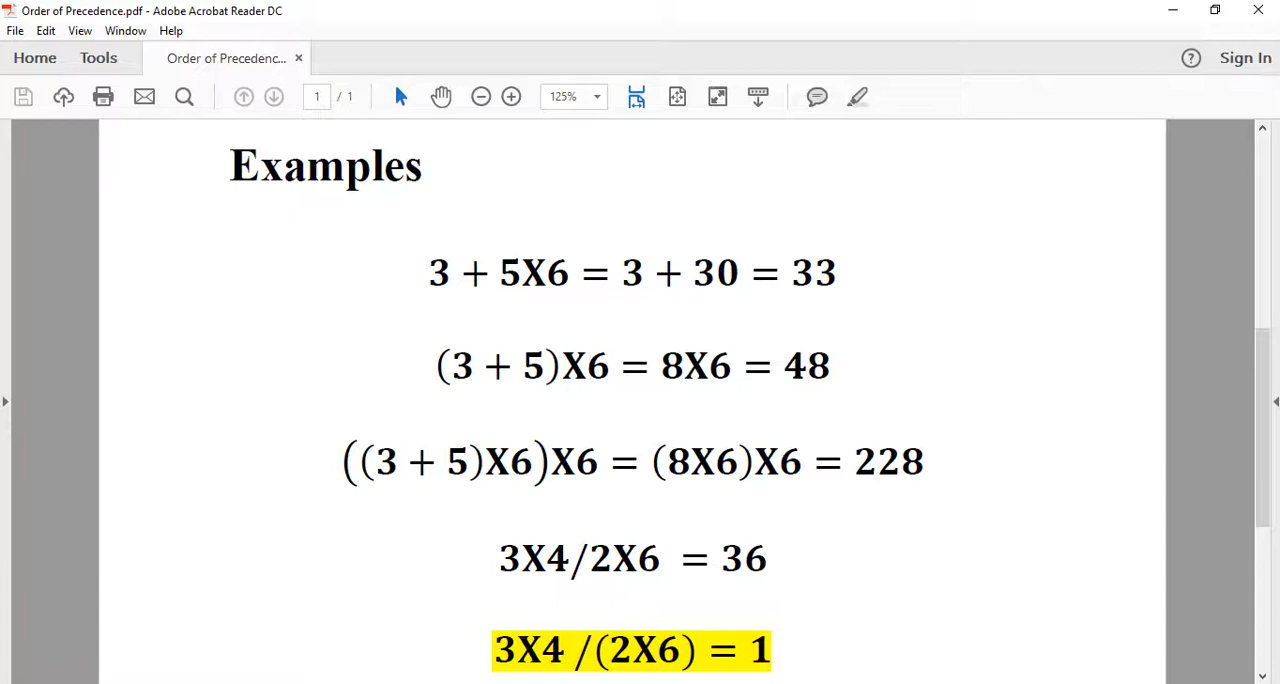 Order of Precedence.pdf - Adobe Acrobat Reader DC
File Edit View Window Help
Home Tools Order of Precedenc... × ? Sign In
1 / 1 125%
Examples
3 + 5X6 = 3 + 30 = 33
(3 + 5)X6 = 8X6 = 48
((3 + 5)X6)X6 = (8X6)X6 = 228
3X4/2X6 = 36
3X4 /(2X6) = 1